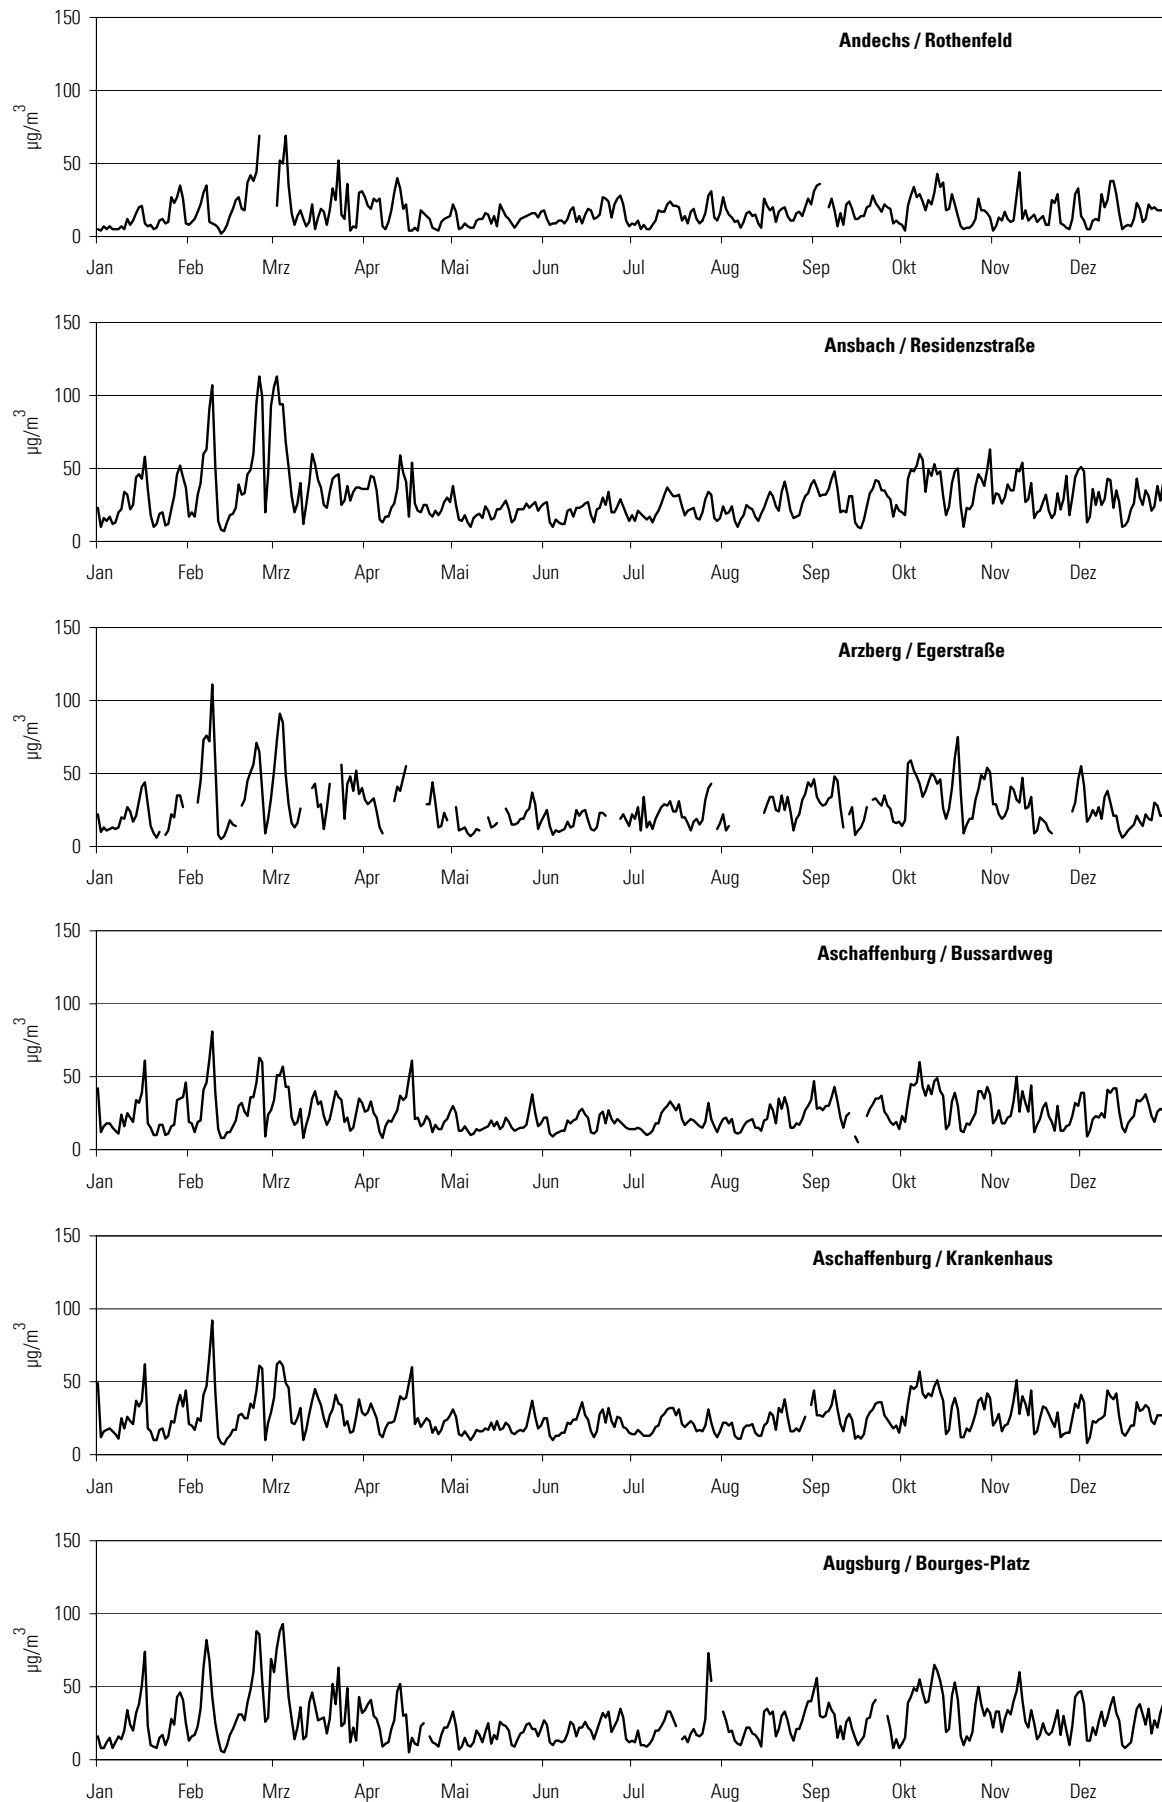 150
Andechs / Rothenfeld
100
µg/m³
50
0
Jan Feb Mrz Apr Mai Jun Jul Aug Sep Okt Nov Dez
150
Ansbach / Residenzstraße
100
µg/m³
50
0
Jan Feb Mrz Apr Mai Jun Jul Aug Sep Okt Nov Dez
150
Arzberg / Egerstraße
100
µg/m³
50
0
Jan Feb Mrz Apr Mai Jun Jul Aug Sep Okt Nov Dez
150
Aschaffenburg / Bussardweg
100
µg/m³
50
0
Jan Feb Mrz Apr Mai Jun Jul Aug Sep Okt Nov Dez
150
Aschaffenburg / Krankenhaus
100
µg/m³
50
0
Jan Feb Mrz Apr Mai Jun Jul Aug Sep Okt Nov Dez
150
Augsburg / Bourges-Platz
100
µg/m³
50
0
Jan Feb Mrz Apr Mai Jun Jul Aug Sep Okt Nov Dez